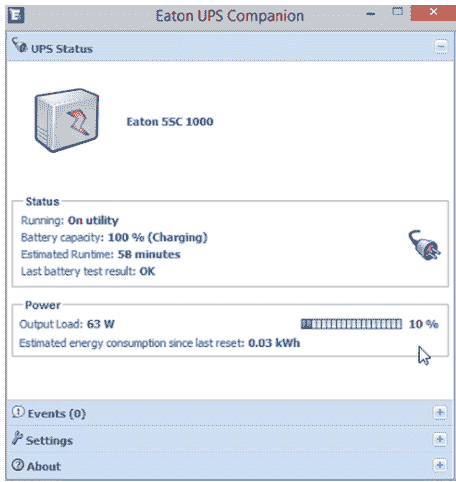 Eaton UPS Companion
UPS Status
Eaton 5SC 1000
Status
Running: On utility
Battery capacity: 100 % (Charging)
Estimated Runtime: 58 minutes
Last battery test result: OK
Power
Output Load: 63 W 10 %
Estimated energy consumption since last reset: 0.03 kWh
Events (0)
Settings
About